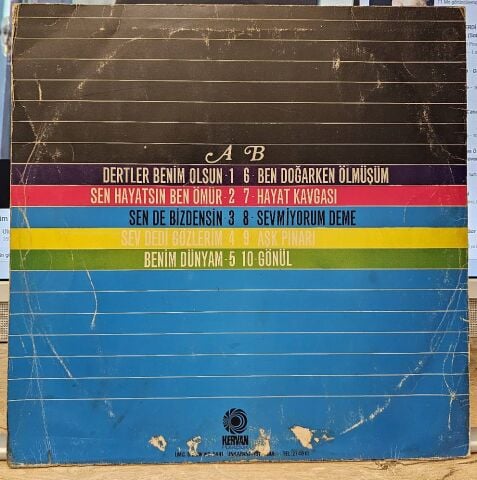 A B
DERTLER BENİM OLSUN-1 6-BEN DOĞARKEN ÖLMÜŞÜM
SEN HAYATSIN BEN ÖMÜR-2 7-HAYAT KAVGASI
SEN DE BİZDENSİN 3 8-SEVMİYORUM DEME
SEV DEDİ GÖZLERİM 4 9-AŞK PINARI
BENİM DÜNYAM-5 10-GÖNÜL
KERVAN